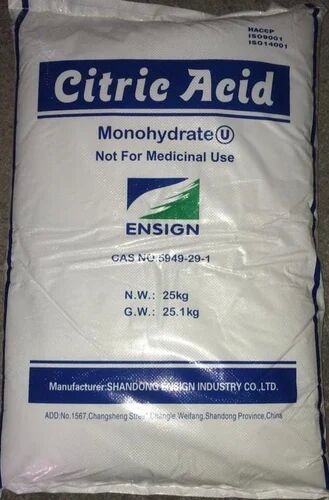 HACCP
ISO9001
ISO14001
Citric Acid
Monohydrate U
Not For Medicinal Use
ENSIGN
CAS NO.5949-29-1
N.W.: 25kg
G.W.: 25.1kg
Manufacturer:SHANDONG ENSIGN INDUSTRY CO.,LTD.
ADD:No.1567,Changsheng Street,Changle,Weifang,Shandong Province,China